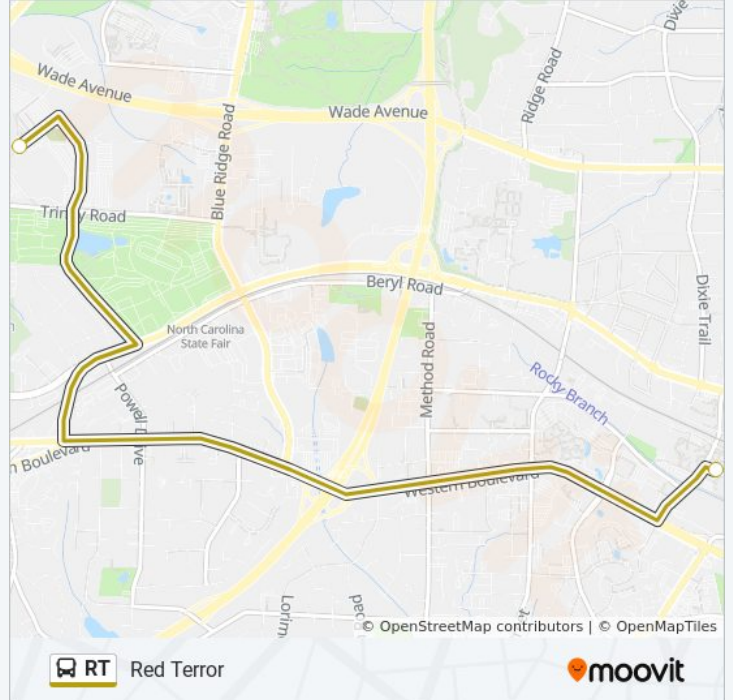 Dixie
Wade Avenue
Ridge Road
Wade Avenue
Blue Ridge Road
Trinity Road
Beryl Road
Dixie Trail
North Carolina
State Fair
Method Road
Rocky Branch
Powell Drive
n Boulevard
Western Boulevard
© OpenStreetMap contributors | © OpenMapTiles
RT Red Terror
moovit